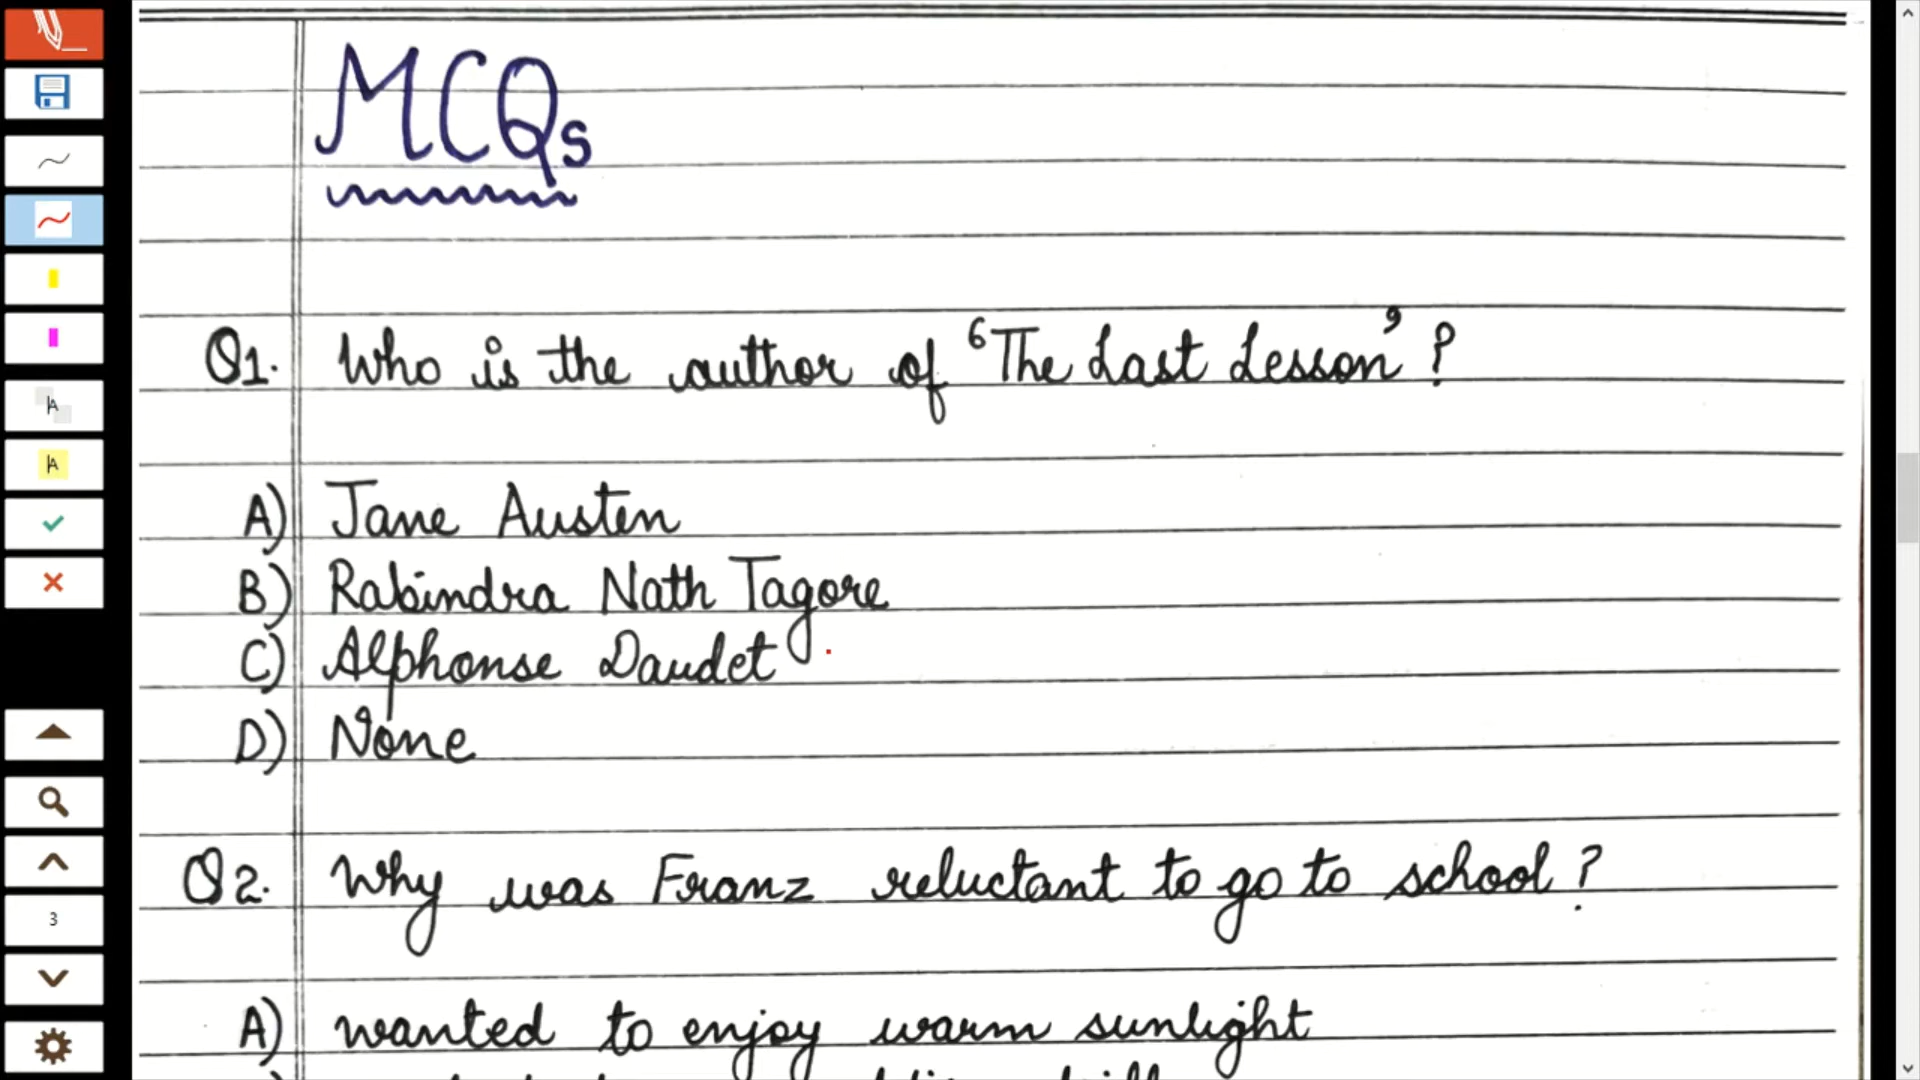 MCQs
Q1. Who is the author of 'The Last Lesson'?
A) Jane Austen
B) Rabindra Nath Tagore
C) Alphonse Daudet
D) None
Q2. Why was Franz reluctant to go to school?
3
A) wanted to enjoy warm sunlight